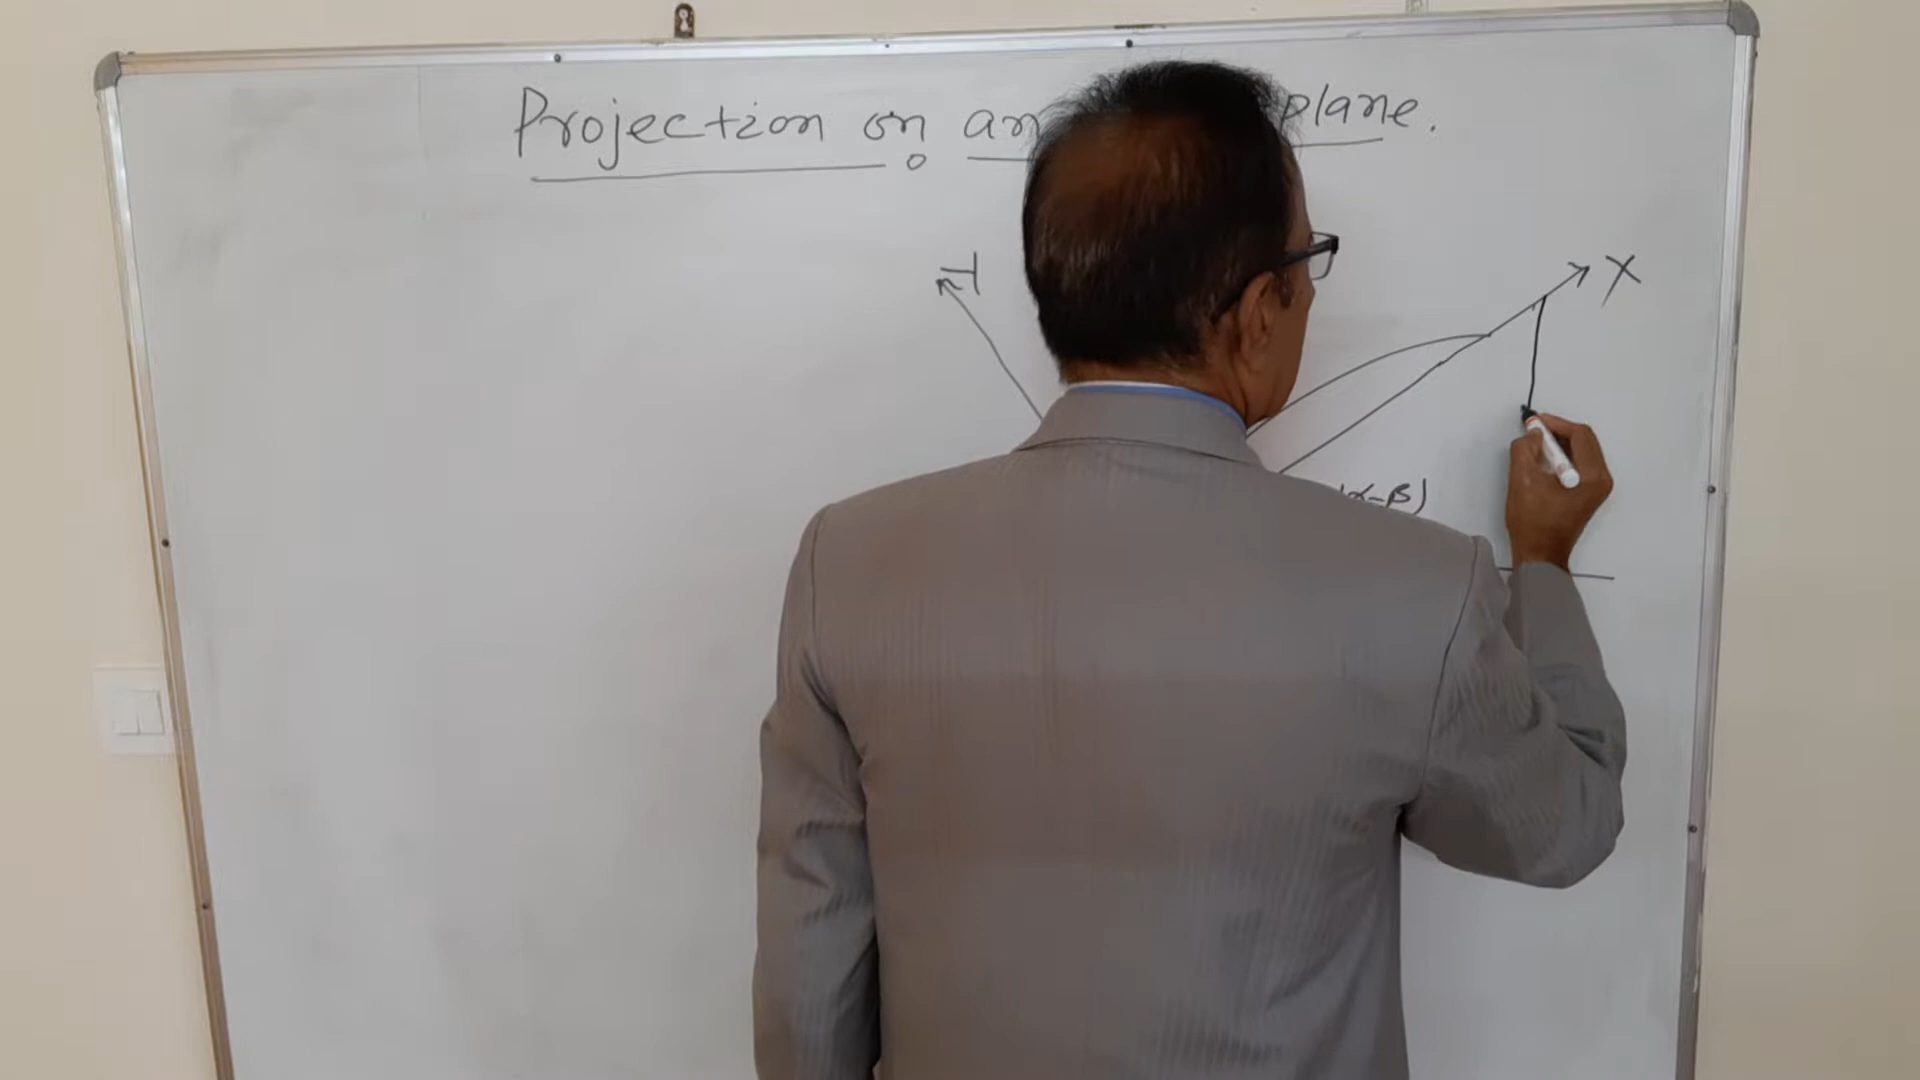 Projection on an plane.
X
(α-β)